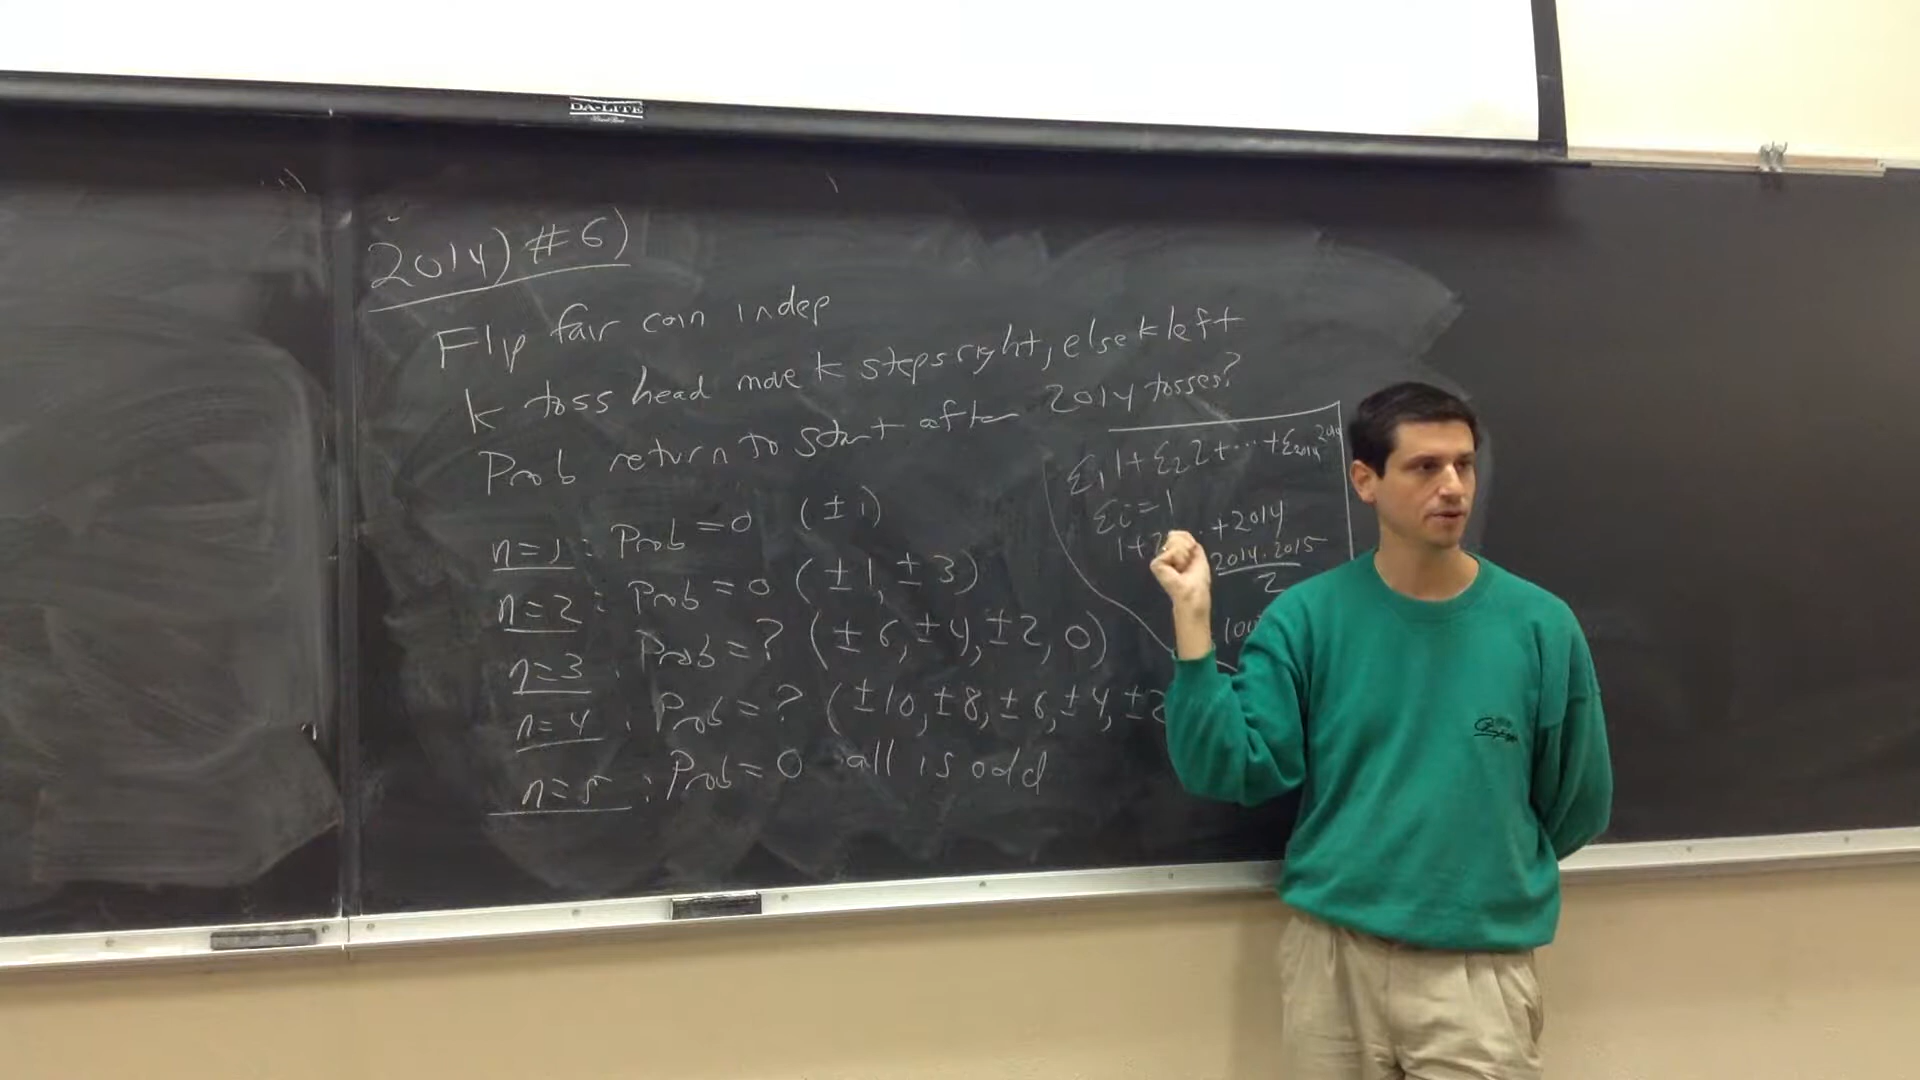 DA-LITE
2014) #6)
Flip fair coin indep
k toss head move k steps right, else k left
Prob return to start after 2014 tosses?
n=1: Prob = 0 (±1)
n=2: Prob = 0 (±1, ±3)
n=3: Prob = ? (±6, ±4, ±2, 0)
n=4: Prob = ? (±10, ±8, ±6, ±4, ±2
n=5: Prob = 0 all is odd
ε₁1+ε₂2+⋯+ε₂₀₁₄
εi=1
1+2 ..+2014
2014·2015
2